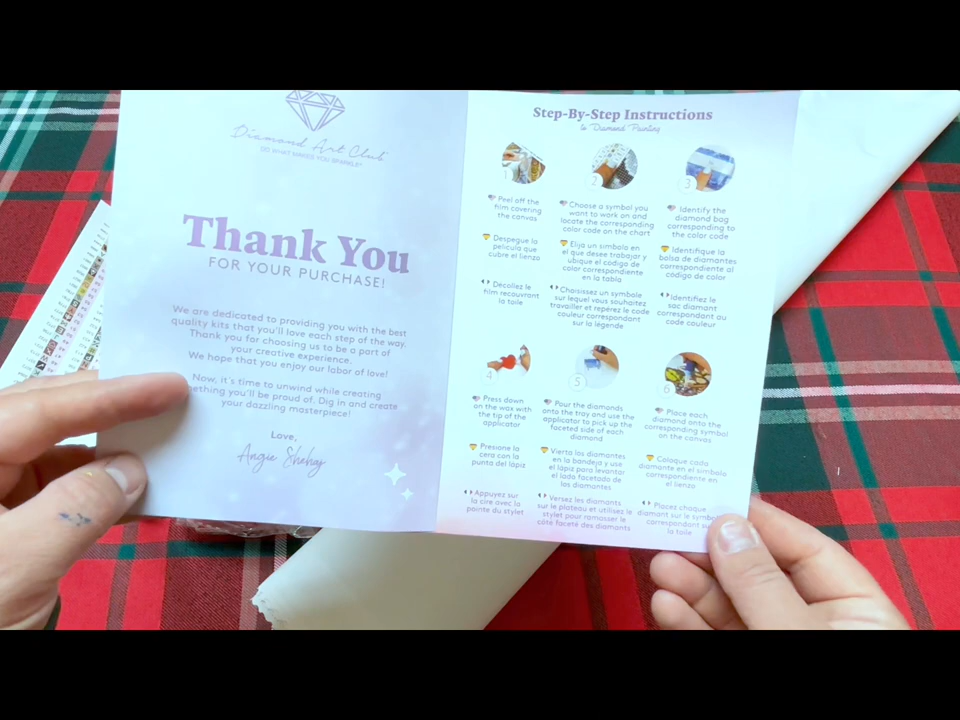 Diamond Art Club
DO WHAT MAKES YOU SPARKLE
Thank You
FOR YOUR PURCHASE!
We are dedicated to providing you with the best
quality kits that you'll love each step of the way.
Thank you for choosing us to be a part of
your creative experience.
We hope that you enjoy our labor of love!
Now, it's time to unwind while creating
you'll be proud of. Dig in and create
your dazzling masterpiece!
Love,
Angie Shehaj
Step-By-Step Instructions
to Diamond Painting
1
Peel off the
film covering
the canvas
Despegue la
película que
cubre el lienzo
Décollez le
film recouvrant
la toile
2
Choose a symbol you
want to work on and
locate the corresponding
color code on the chart
Elija un símbolo en
el que desee trabajar y
ubique el código de
color correspondiente
en la tabla
Choisissez un symbole
sur lequel vous souhaitez
travailler et repérez le code
couleur correspondant
sur la légende
3
Identify the
diamond bag
corresponding to
the color code
Identifique la
bolsa de diamantes
correspondiente al
código de color
Identifiez le
sac diamant
correspondant au
code couleur
4
Press down
on the wax with
the tip of the
applicator
Presione la
cera con la
punta del lápiz
Appuyez sur
la cire avec la
pointe du stylet
5
Pour the diamonds
onto the tray and use the
applicator to pick up the
faceted side of each
diamond
Vierta los diamantes
en la bandeja y use
el lápiz para levantar
el lado facetado de
los diamantes
Versez les diamants
sur le plateau et utilisez le
stylet pour ramasser le
côté faceté des diamants
6
Place each
diamond onto the
corresponding symbol
on the canvas
Coloque cada
diamante en el símbolo
correspondiente en
el lienzo
Placez chaque
diamant sur le
correspondant
la toile